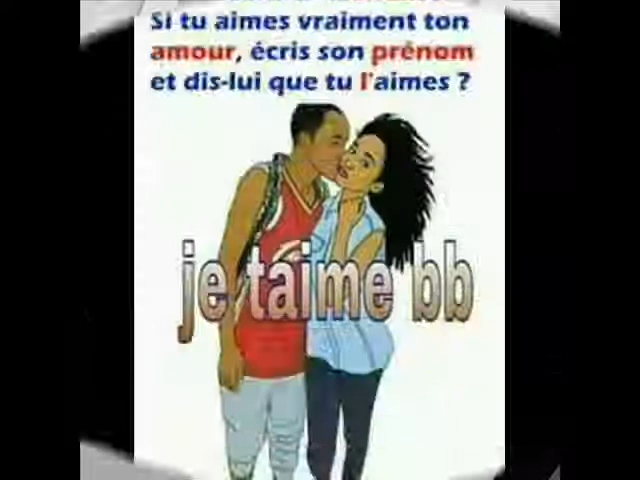 Si tu aimes vraiment ton
amour, écris son prénom
et dis-lui que tu l'aimes ?
je taime bb